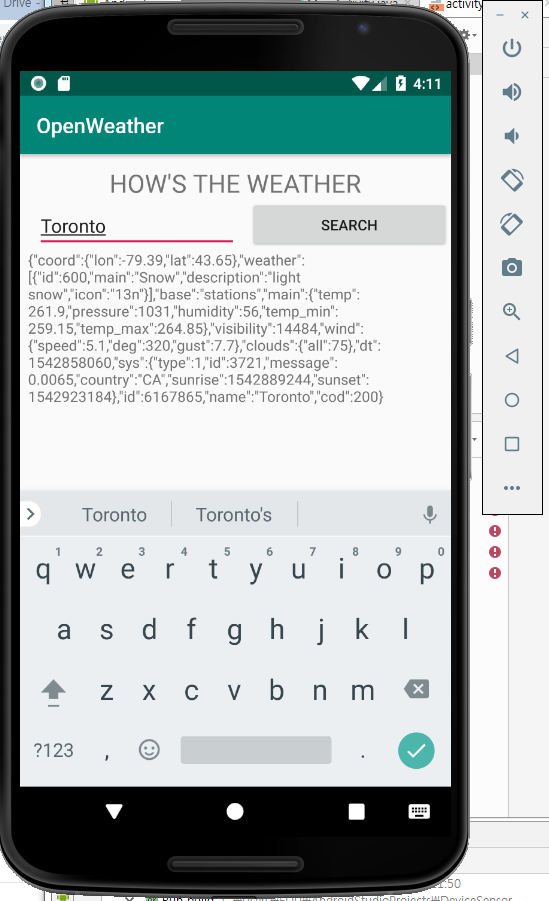 Drive -
activity
4:11
OpenWeather
HOW'S THE WEATHER
Toronto
SEARCH
{"coord":{"lon":-79.39,"lat":43.65},"weather":
[{"id":600,"main":"Snow","description":"light
snow","icon":"13n"}],"base":"stations","main":{"temp":
261.9,"pressure":1031,"humidity":56,"temp_min":
259.15,"temp_max":264.85},"visibility":14484,"wind":
{"speed":5.1,"deg":320,"gust":7.7},"clouds":{"all":75},"dt":
1542858060,"sys":{"type":1,"id":3721,"message":
0.0065,"country":"CA","sunrise":1542889244,"sunset":
1542923184},"id":6167865,"name":"Toronto","cod":200}
Toronto Toronto's
1 2 3 4 5 6 7 8 9 0
q w e r t y u i o p
a s d f g h j k l
z x c v b n m
?123 , .
11:50